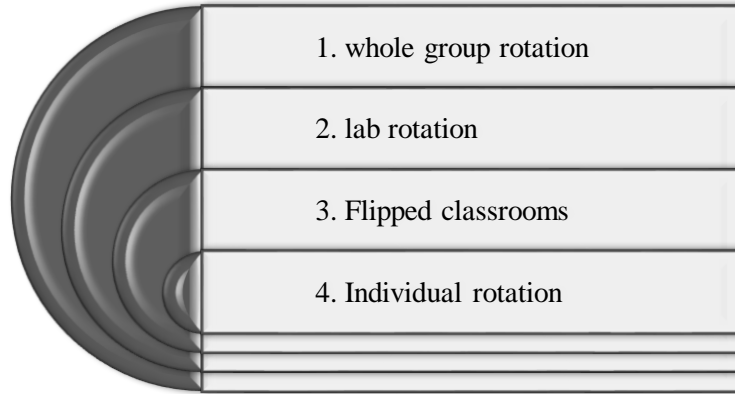 1. whole group rotation
2. lab rotation
3. Flipped classrooms
4. Individual rotation